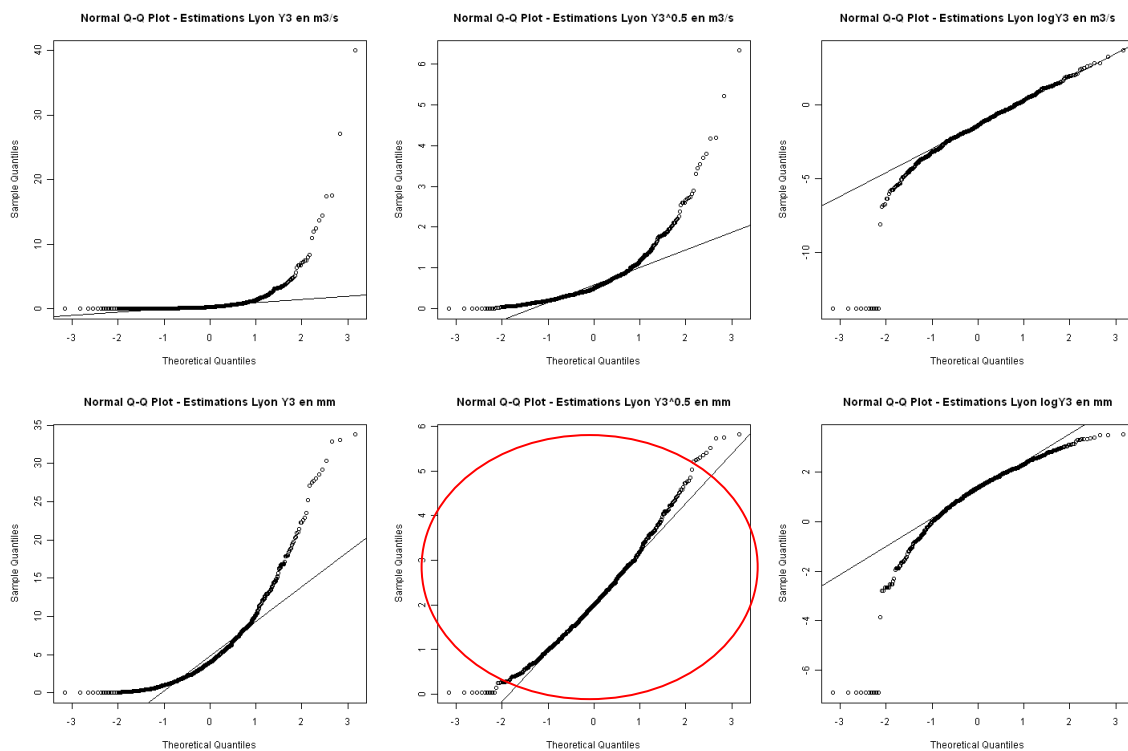 Normal Q-Q Plot - Estimations Lyon Y3 en m3/s
Sample Quantiles
40
30
20
10
0
-3 -2 -1 0 1 2 3
Theoretical Quantiles
Normal Q-Q Plot - Estimations Lyon Y3^0.5 en m3/s
Sample Quantiles
6
5
4
3
2
1
0
-3 -2 -1 0 1 2 3
Theoretical Quantiles
Normal Q-Q Plot - Estimations Lyon logY3 en m3/s
Sample Quantiles
0
-5
-10
-3 -2 -1 0 1 2 3
Theoretical Quantiles
Normal Q-Q Plot - Estimations Lyon Y3 en mm
Sample Quantiles
35
30
25
20
15
10
5
0
-3 -2 -1 0 1 2 3
Theoretical Quantiles
Normal Q-Q Plot - Estimations Lyon Y3^0.5 en mm
Sample Quantiles
6
5
4
3
2
1
0
-3 -2 -1 0 1 2 3
Theoretical Quantiles
Normal Q-Q Plot - Estimations Lyon logY3 en mm
Sample Quantiles
2
0
-2
-4
-6
-3 -2 -1 0 1 2 3
Theoretical Quantiles